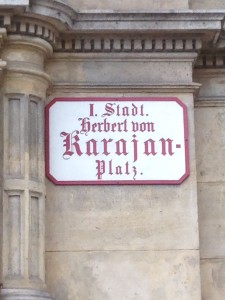 I. Stadt.
Herbert von
Karajan-
Platz.